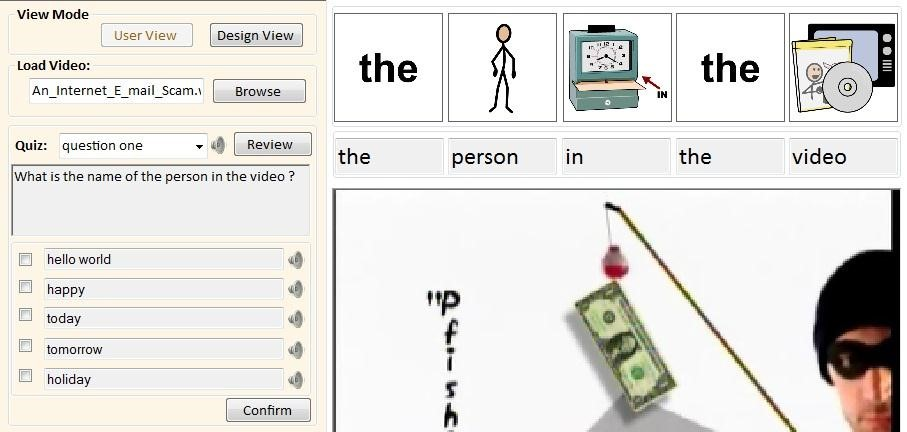 View Mode
User View
Design View
Load Video:
An_Internet_E_mail_Scam.v
Browse
Quiz:
question one
Review
What is the name of the person in the video ?
hello world
happy
today
tomorrow
holiday
Confirm
the
the
IN
the
person
in
the
video
"p
f
i
s
h